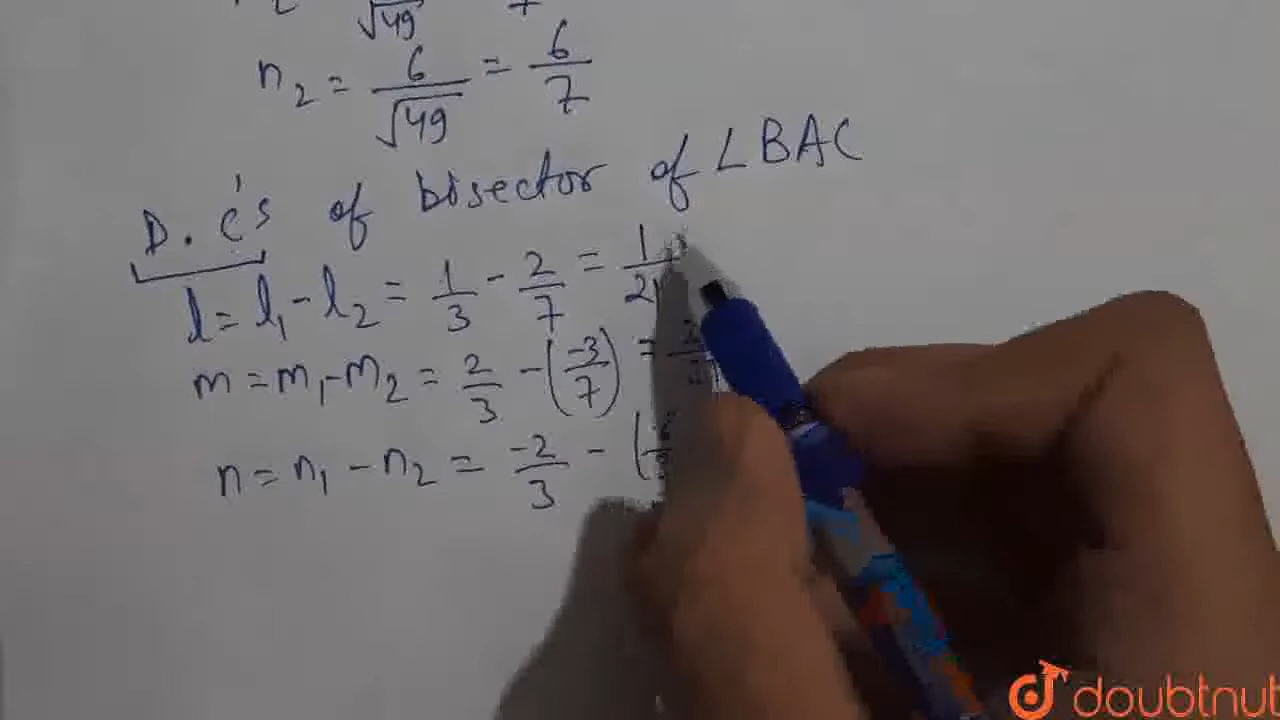 √49
n2 = 6/√49 = 6/7
D.C's of bisector of ∠BAC
l = l1 - l2 = 1/3 - 2/7 = 1/21
m = m1 - m2 = 2/3 - (-3/7) =
n = n1 - n2 = -2/3 - (
doubtnut